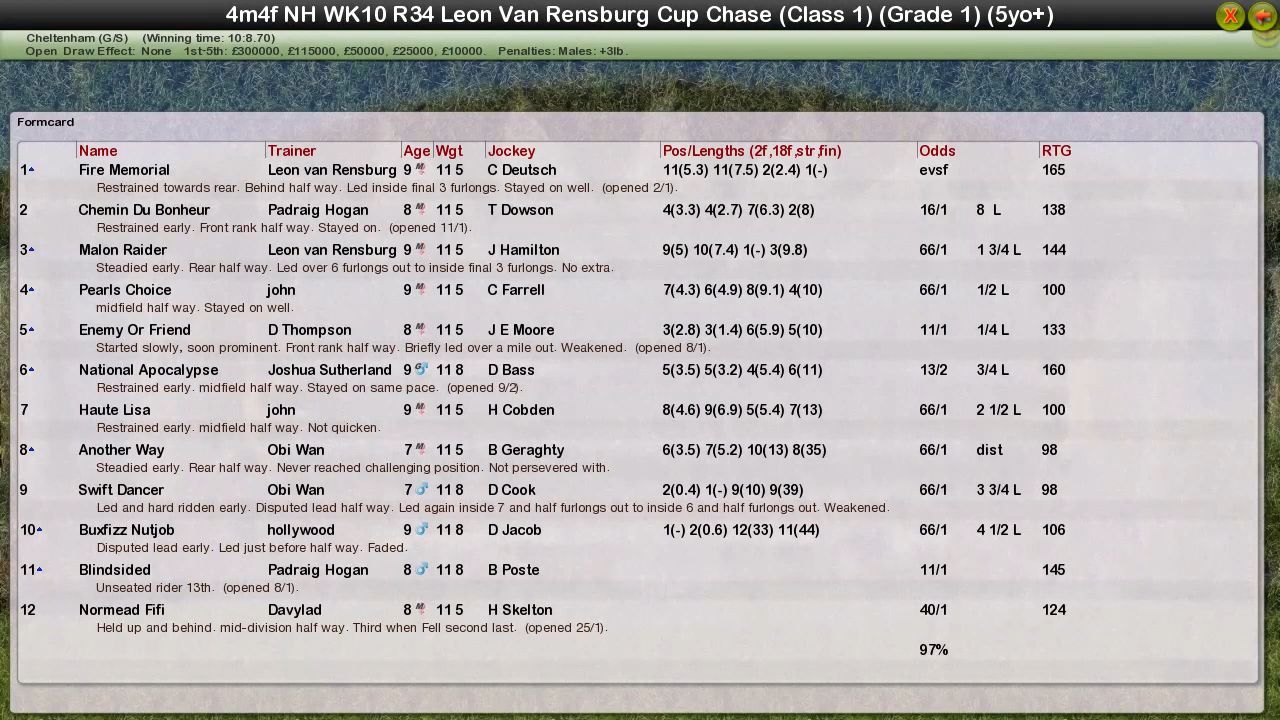 4m4f NH WK10 R34 Leon Van Rensburg Cup Chase (Class 1) (Grade 1) (5yo+)
Cheltenham (G/S) (Winning time: 10:8.70)
Open Draw Effect: None 1st-5th: £300000, £115000, £50000, £25000, £10000. Penalties: Males: +3lb.
Formcard
Name Trainer Age Wgt Jockey Pos/Lengths (2f,18f,str,fin) Odds RTG
1 Fire Memorial Leon van Rensburg 9 M 11 5 C Deutsch 11(5.3) 11(7.5) 2(2.4) 1(-) evsf 165
Restrained towards rear. Behind half way. Led inside final 3 furlongs. Stayed on well. (opened 2/1).
2 Chemin Du Bonheur Padraig Hogan 8 M 11 5 T Dowson 4(3.3) 4(2.7) 7(6.3) 2(8) 16/1 8 L 138
Restrained early. Front rank half way. Stayed on. (opened 11/1).
3 Malon Raider Leon van Rensburg 9 M 11 5 J Hamilton 9(5) 10(7.4) 1(-) 3(9.8) 66/1 1 3/4 L 144
Steadied early. Rear half way. Led over 6 furlongs out to inside final 3 furlongs. No extra.
4 Pearls Choice john 9 M 11 5 C Farrell 7(4.3) 6(4.9) 8(9.1) 4(10) 66/1 1/2 L 100
midfield half way. Stayed on well.
5 Enemy Or Friend D Thompson 8 M 11 5 J E Moore 3(2.8) 3(1.4) 6(5.9) 5(10) 11/1 1/4 L 133
Started slowly, soon prominent. Front rank half way. Briefly led over a mile out. Weakened. (opened 8/1).
6 National Apocalypse Joshua Sutherland 9 G 11 8 D Bass 5(3.5) 5(3.2) 4(5.4) 6(11) 13/2 3/4 L 160
Restrained early. midfield half way. Stayed on same pace. (opened 9/2).
7 Haute Lisa john 9 M 11 5 H Cobden 8(4.6) 9(6.9) 5(5.4) 7(13) 66/1 2 1/2 L 100
Restrained early. midfield half way. Not quicken.
8 Another Way Obi Wan 7 M 11 5 B Geraghty 6(3.5) 7(5.2) 10(13) 8(35) 66/1 dist 98
Steadied early. Rear half way. Never reached challenging position. Not persevered with.
9 Swift Dancer Obi Wan 7 11 8 D Cook 2(0.4) 1(-) 9(10) 9(39) 66/1 3 3/4 L 98
Led and hard ridden early. Disputed lead half way. Led again inside 7 and half furlongs out to inside 6 and half furlongs out. Weakened.
10 Buxfizz Nutjob hollywood 9 11 8 D Jacob 1(-) 2(0.6) 12(33) 11(44) 66/1 4 1/2 L 106
Disputed lead early. Led just before half way. Faded.
11 Blindsided Padraig Hogan 8 11 8 B Poste 11/1 145
Unseated rider 13th. (opened 8/1).
12 Normead Fifi Davylad 8 M 11 5 H Skelton 40/1 124
Held up and behind. mid-division half way. Third when Fell second last. (opened 25/1).
97%